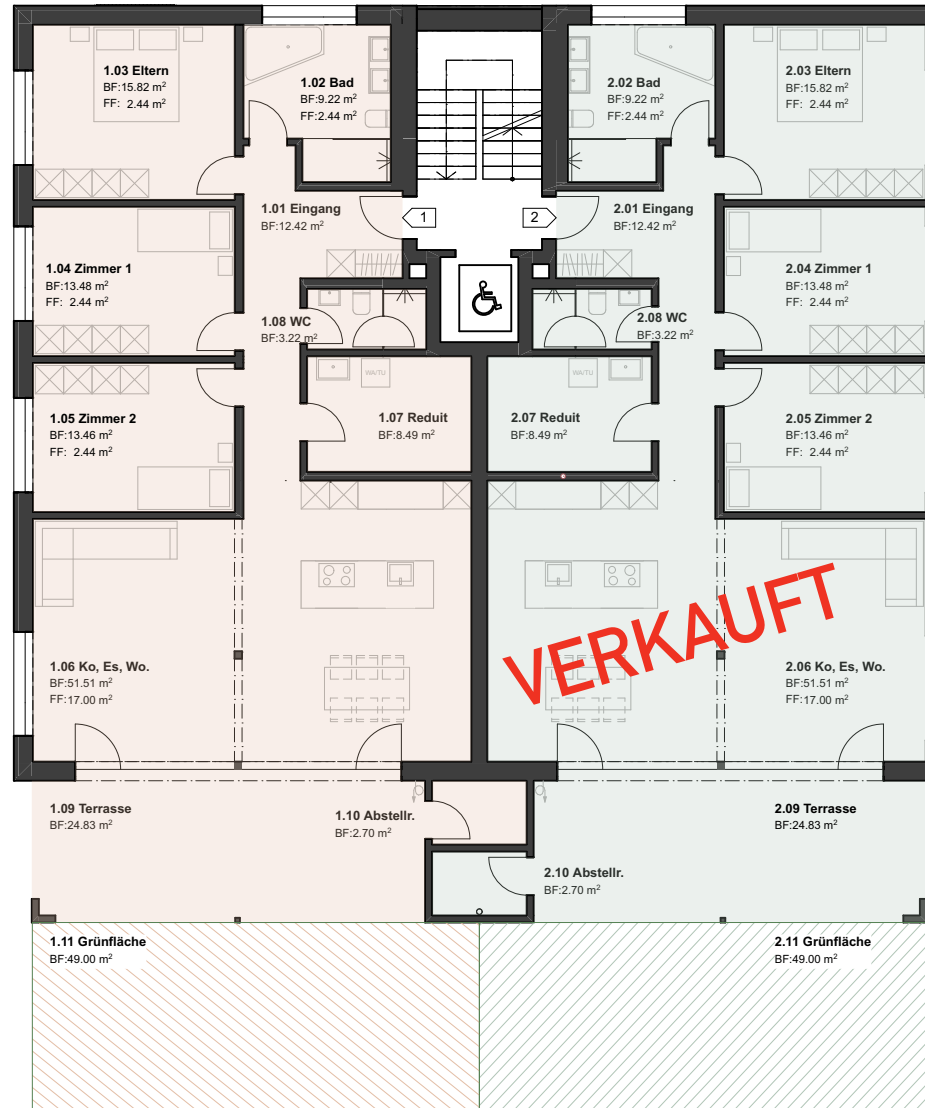 1.03 Eltern
BF:15.82 m²
FF: 2.44 m²
1.02 Bad
BF:9.22 m²
FF:2.44 m²
2.02 Bad
BF:9.22 m²
FF:2.44 m²
2.03 Eltern
BF:15.82 m²
FF: 2.44 m²
1.01 Eingang
BF:12.42 m²
1
2
2.01 Eingang
BF:12.42 m²
1.04 Zimmer 1
BF:13.48 m²
FF: 2.44 m²
2.04 Zimmer 1
BF:13.48 m²
FF: 2.44 m²
1.08 WC
BF:3.22 m²
2.08 WC
BF:3.22 m²
WA/TU
WA/TU
1.05 Zimmer 2
BF:13.46 m²
FF: 2.44 m²
1.07 Reduit
BF:8.49 m²
2.07 Reduit
BF:8.49 m²
2.05 Zimmer 2
BF:13.46 m²
FF: 2.44 m²
VERKAUFT
1.06 Ko, Es, Wo.
BF:51.51 m²
FF:17.00 m²
2.06 Ko, Es, Wo.
BF:51.51 m²
FF:17.00 m²
1.09 Terrasse
BF:24.83 m²
1.10 Abstellr.
BF:2.70 m²
2.09 Terrasse
BF:24.83 m²
2.10 Abstellr.
BF:2.70 m²
1.11 Grünfläche
BF:49.00 m²
2.11 Grünfläche
BF:49.00 m²